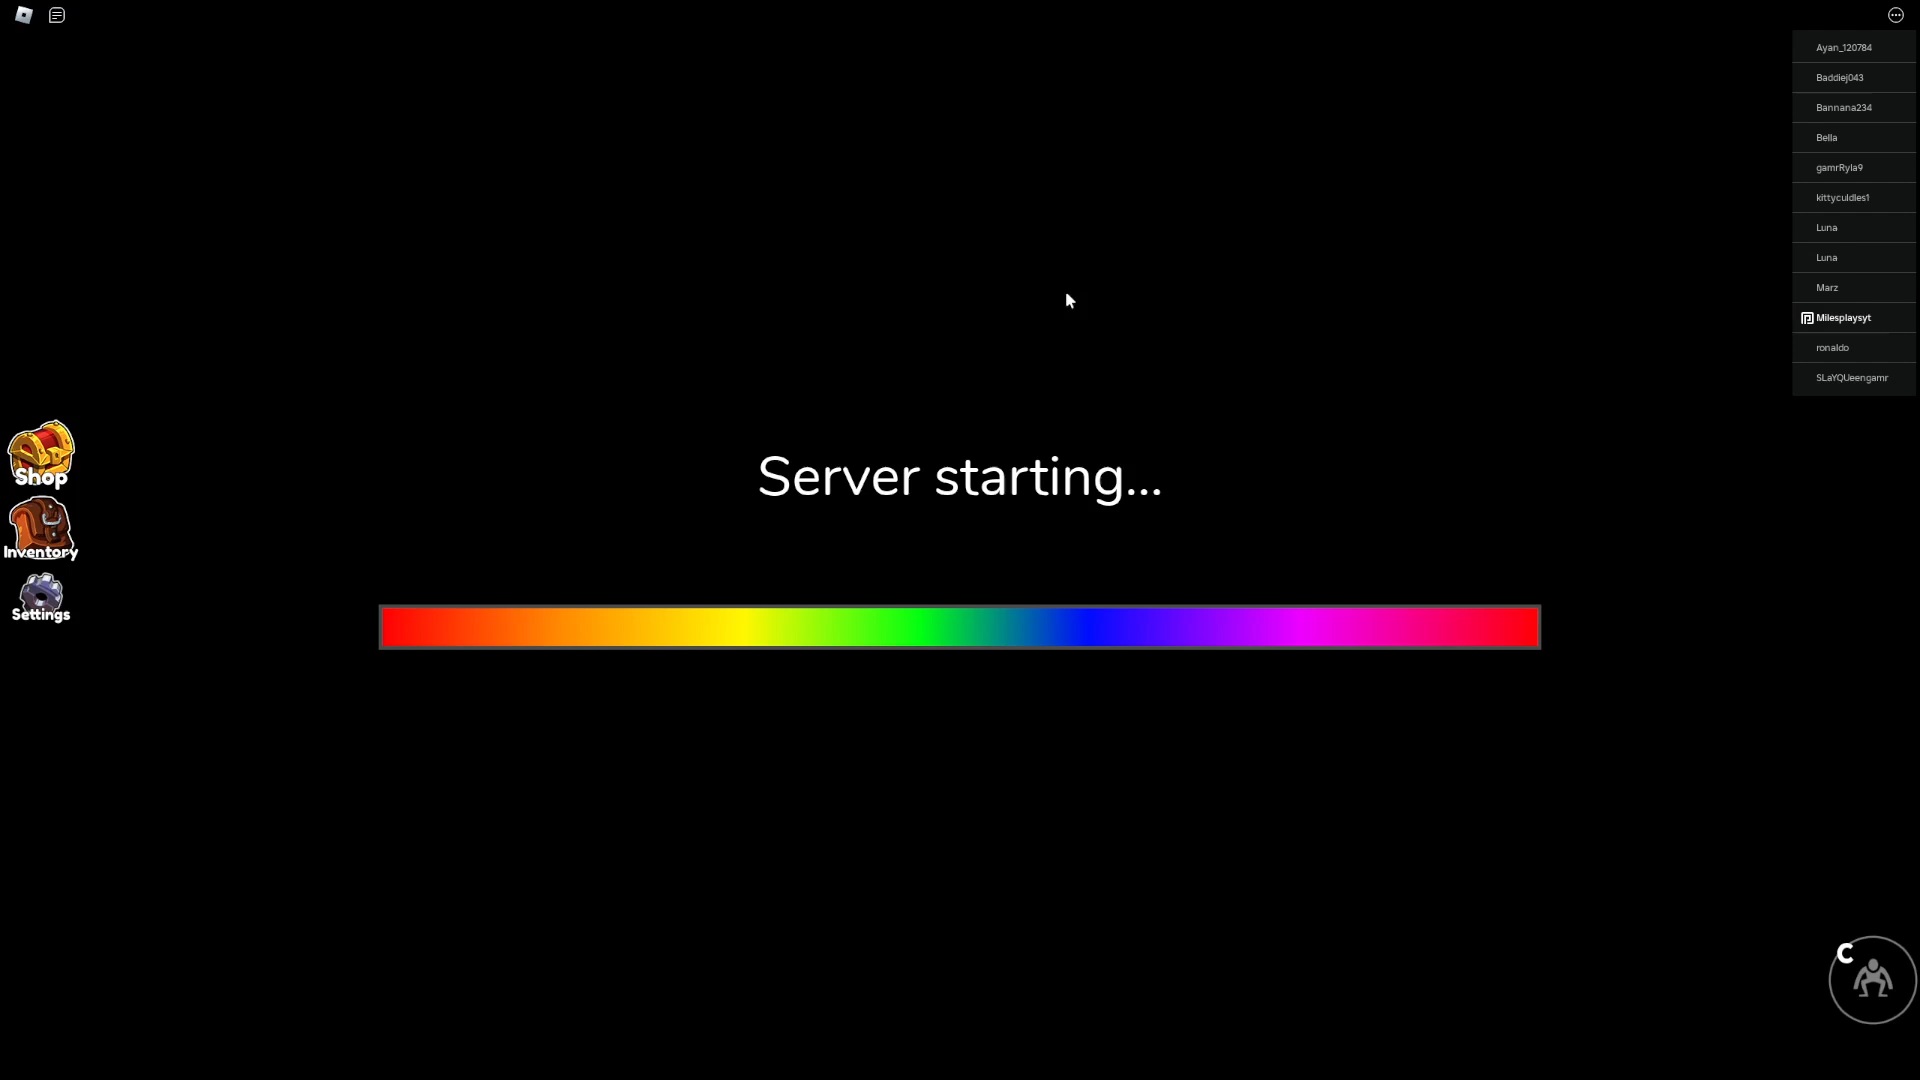 Ayan_120784
Baddiej043
Bannana234
Bella
gamrRyla9
kittyculdles1
Luna
Luna
Marz
Milesplaysyt
ronaldo
SLaYQUeengamr
Shop
Inventory
Settings
Server starting...
C